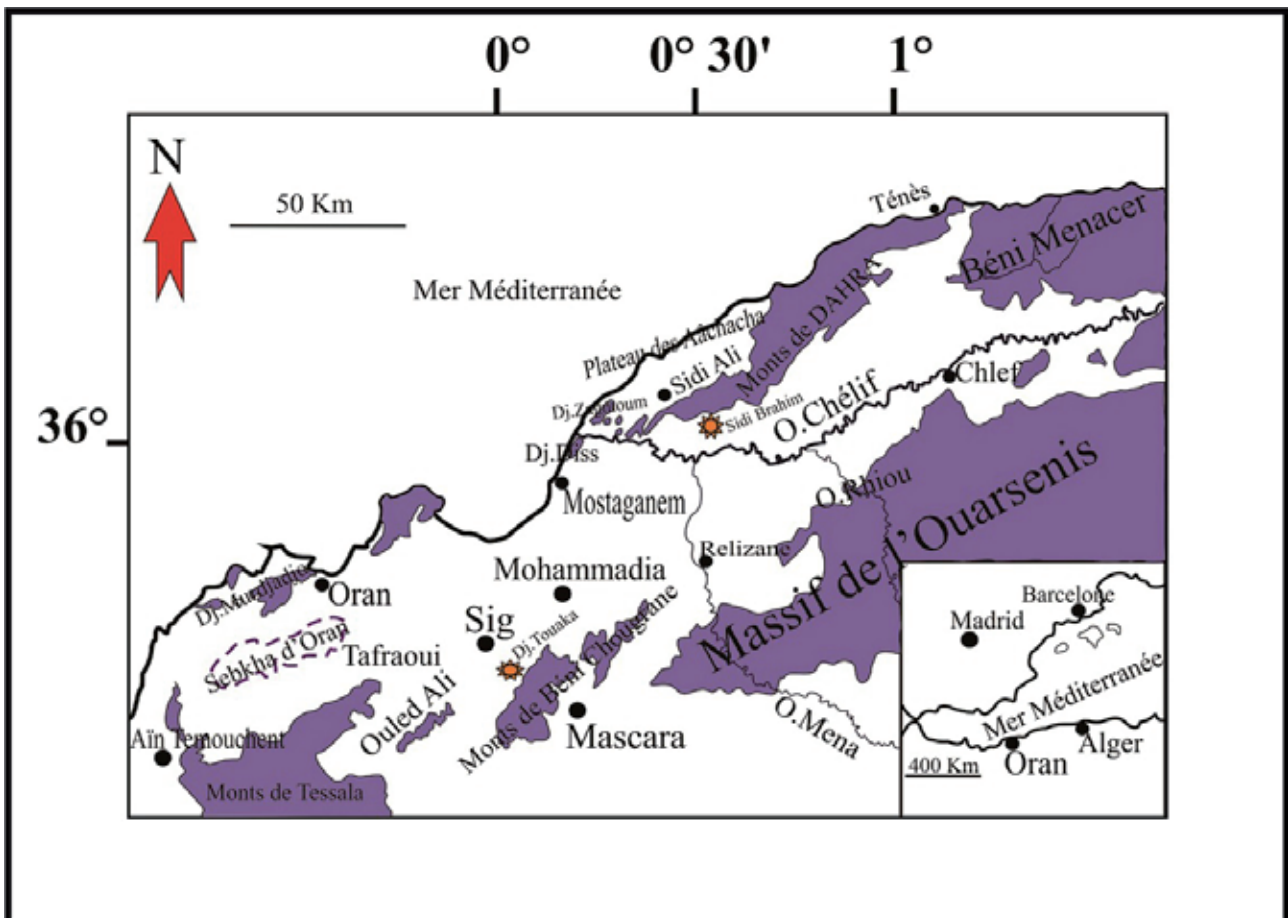 0°
0° 30'
1°
N
50 Km
Ténès
Béni Menacer
Mer Méditerranée
Monts de DAHRA
Plateau des Aâchacha
Sidi Ali
Chlef
O.Chélif
Sidi Brahim
36°
Dj.Diss
Mostaganem
O.Rhiou
Massif de l'Ouarsenis
Relizane
Mohammadia
Dj.Murdjadjo
Oran
Sig
Dj.Touaka
Sebkha d'Oran
Tafraoui
Ouled Ali
Monts de Béni Chougrane
Mascara
O.Mena
Aïn Temouchent
Monts de Tessala
Barcelone
Madrid
Mer Méditerranée
Alger
Oran
400 Km